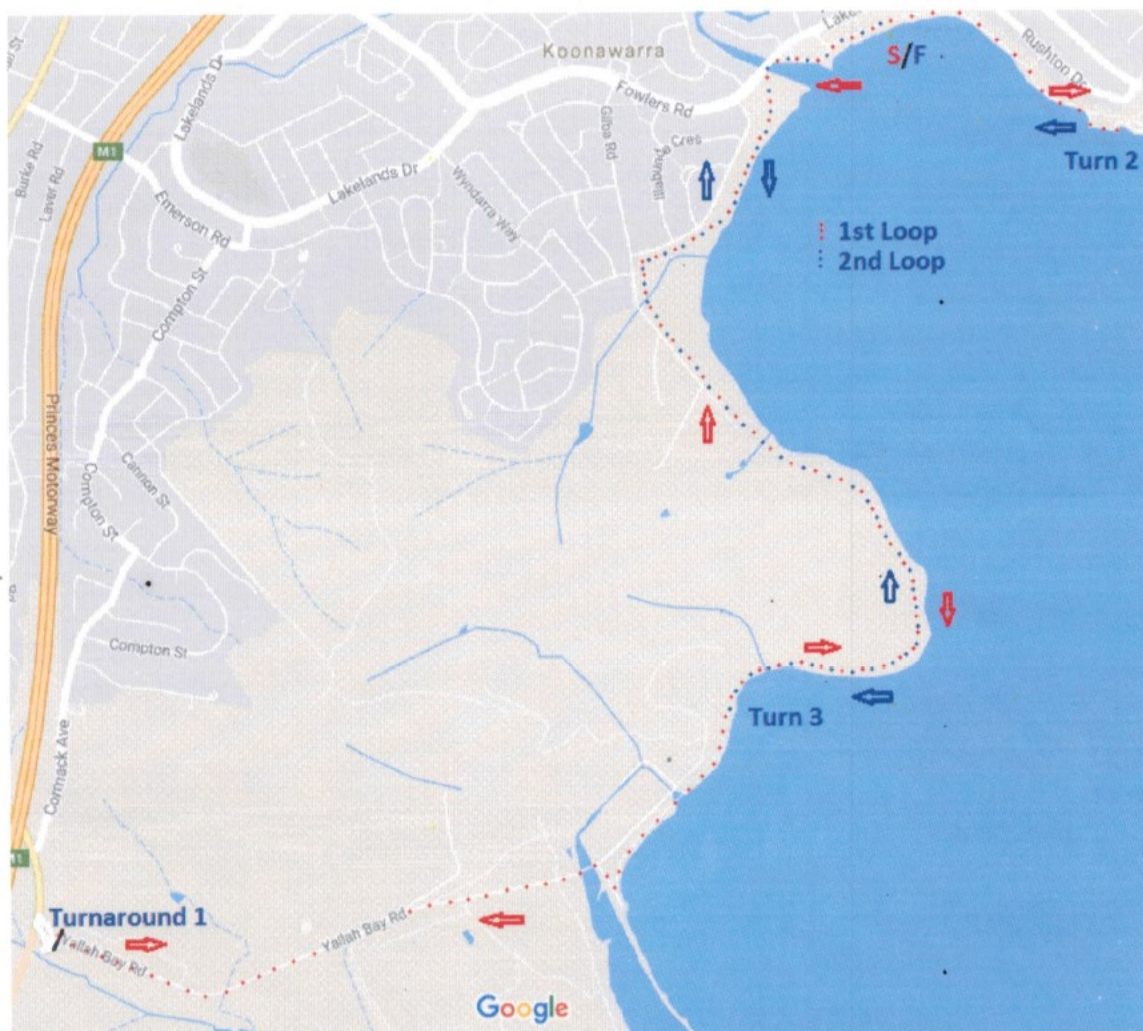 Koonawarra
Lakelands Dr
Fowlers Rd
S/F
Rushton Dr
Burke Rd
Laver Rd
M1
Gilba Rd
Turn 2
Lakelands Dr
Wyndarra Way
Emerson Rd
1st Loop
2nd Loop
Compton St
Princes Motorway
Cannon St
Compton St
Compton St
Turn 3
Cormack Ave
Turnaround 1
Yallah Bay Rd
Yallah Bay Rd
Google